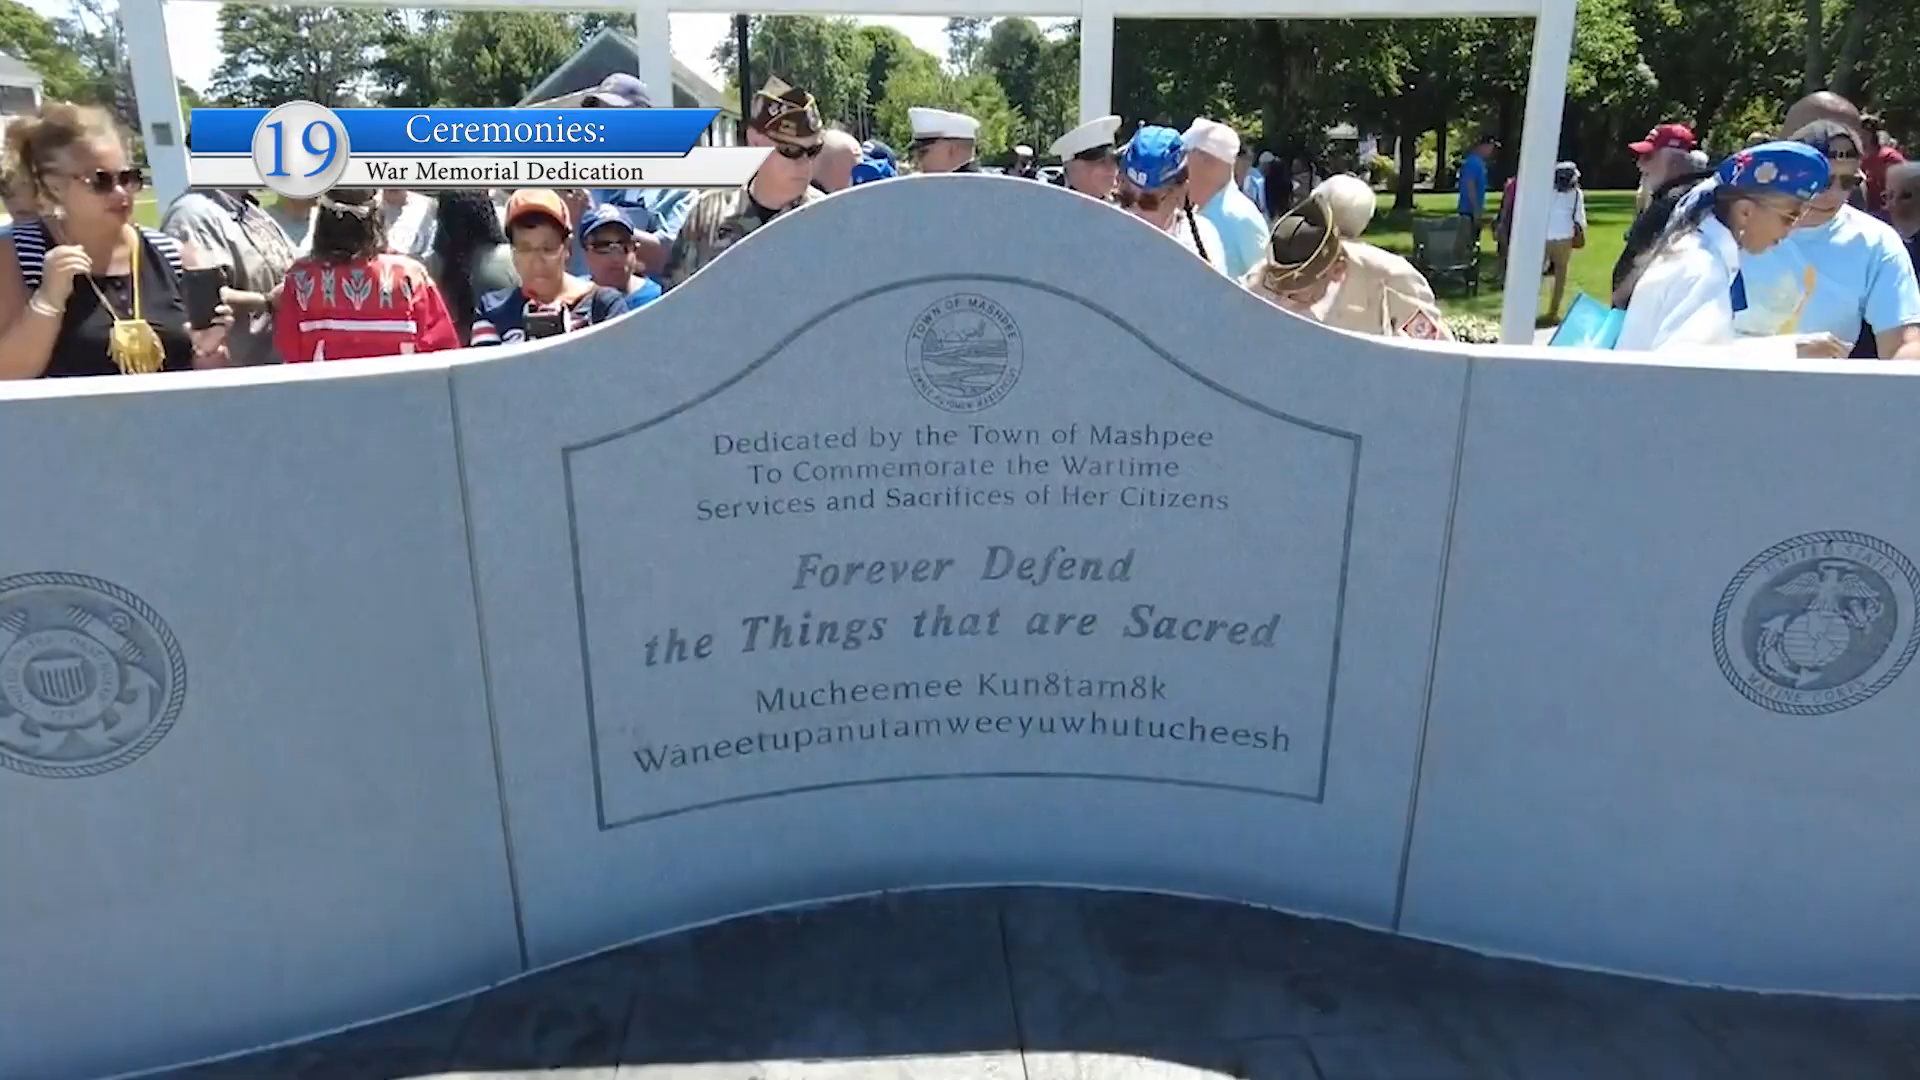 19
Ceremonies:
War Memorial Dedication
TOWN OF MASHPEE
Dedicated by the Town of Mashpee
To Commemorate the Wartime
Services and Sacrifices of Her Citizens
Forever Defend
the Things that are Sacred
Mucheemee Kun8tam8k
Waneetupanutamweeyuwhutucheesh
UNITED STATES
MARINE CORPS